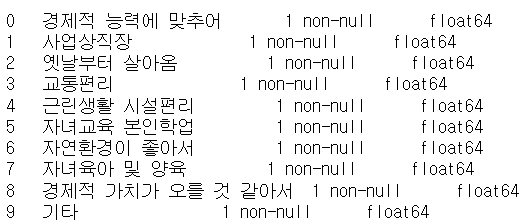 0 경제적 능력에 맞추어 1 non-null float64
1 사업상직장 1 non-null float64
2 옛날부터 살아옴 1 non-null float64
3 교통편리 1 non-null float64
4 근린생활 시설편리 1 non-null float64
5 자녀교육 본인학업 1 non-null float64
6 자연환경이 좋아서 1 non-null float64
7 자녀육아 및 양육 1 non-null float64
8 경제적 가치가 오를 것 같아서 1 non-null float64
9 기타 1 non-null float64